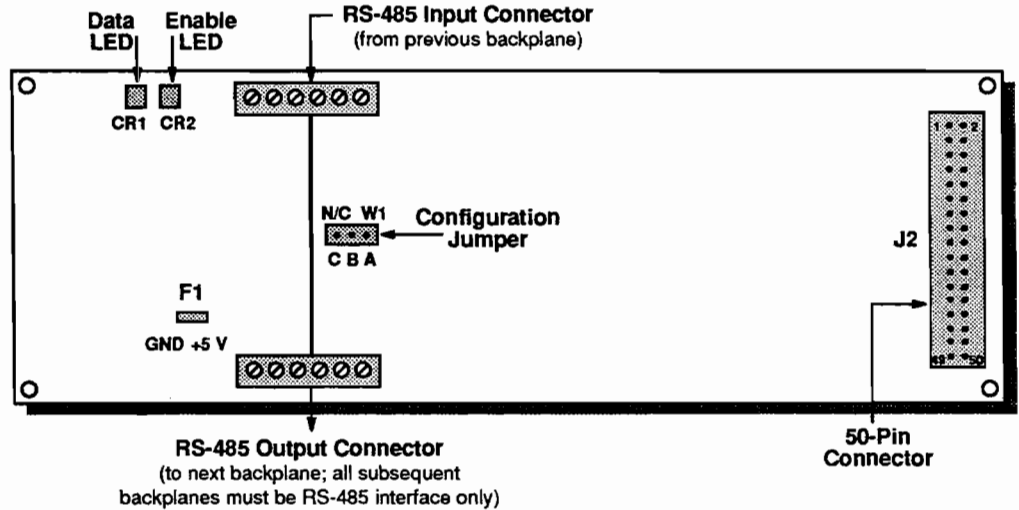 Data
LED
Enable
LED
RS-485 Input Connector
(from previous backplane)
CR1 CR2
1 2
N/C W1
C B A
Configuration
Jumper
J2
F1
GND +5 V
49 50
RS-485 Output Connector
(to next backplane; all subsequent
backplanes must be RS-485 interface only)
50-Pin
Connector